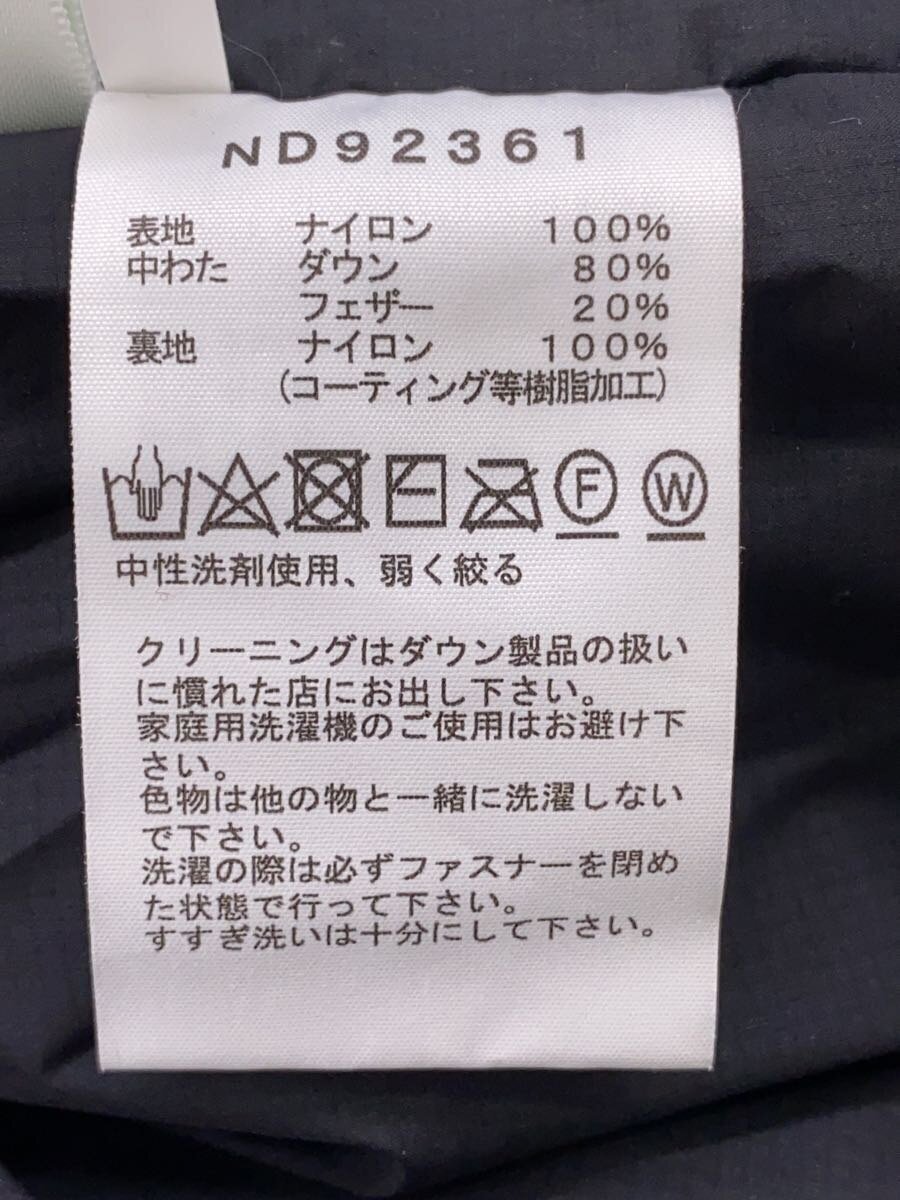 ND92361
表地 ナイロン 100%
中わた ダウン 80%
フェザー 20%
裏地 ナイロン 100%
(コーティング等樹脂加工)
F W
中性洗剤使用、弱く絞る
クリーニングはダウン製品の扱い
に慣れた店にお出し下さい。
家庭用洗濯機のご使用はお避け下
さい。
色物は他の物と一緒に洗濯しない
で下さい。
洗濯の際は必ずファスナーを閉め
た状態で行って下さい。
すすぎ洗いは十分にして下さい。